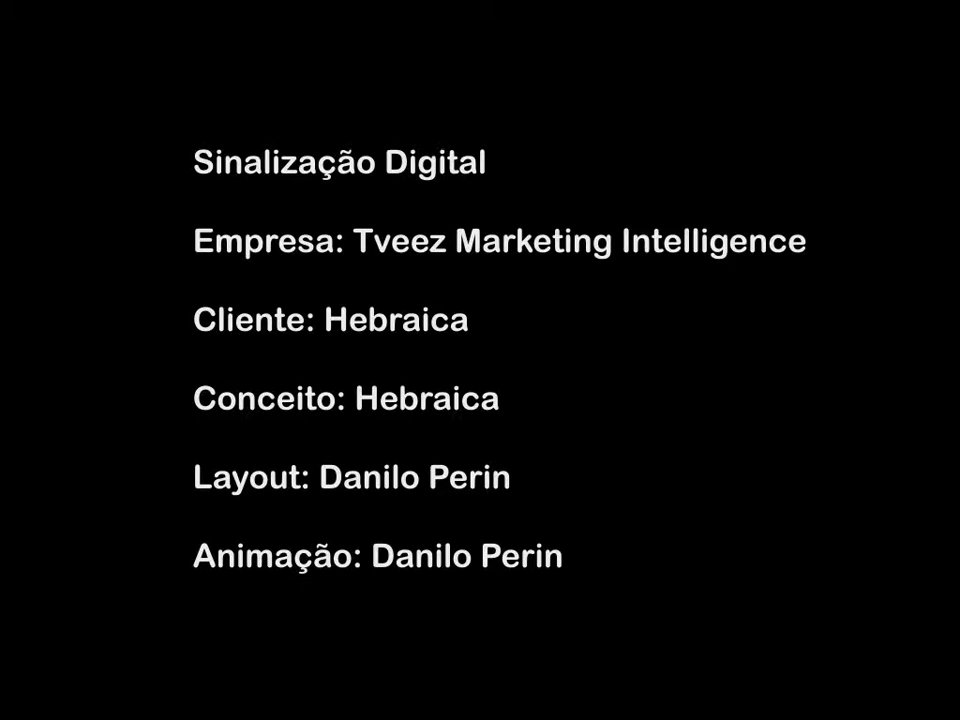 Sinalização Digital
Empresa: Tveez Marketing Intelligence
Cliente: Hebraica
Conceito: Hebraica
Layout: Danilo Perin
Animação: Danilo Perin